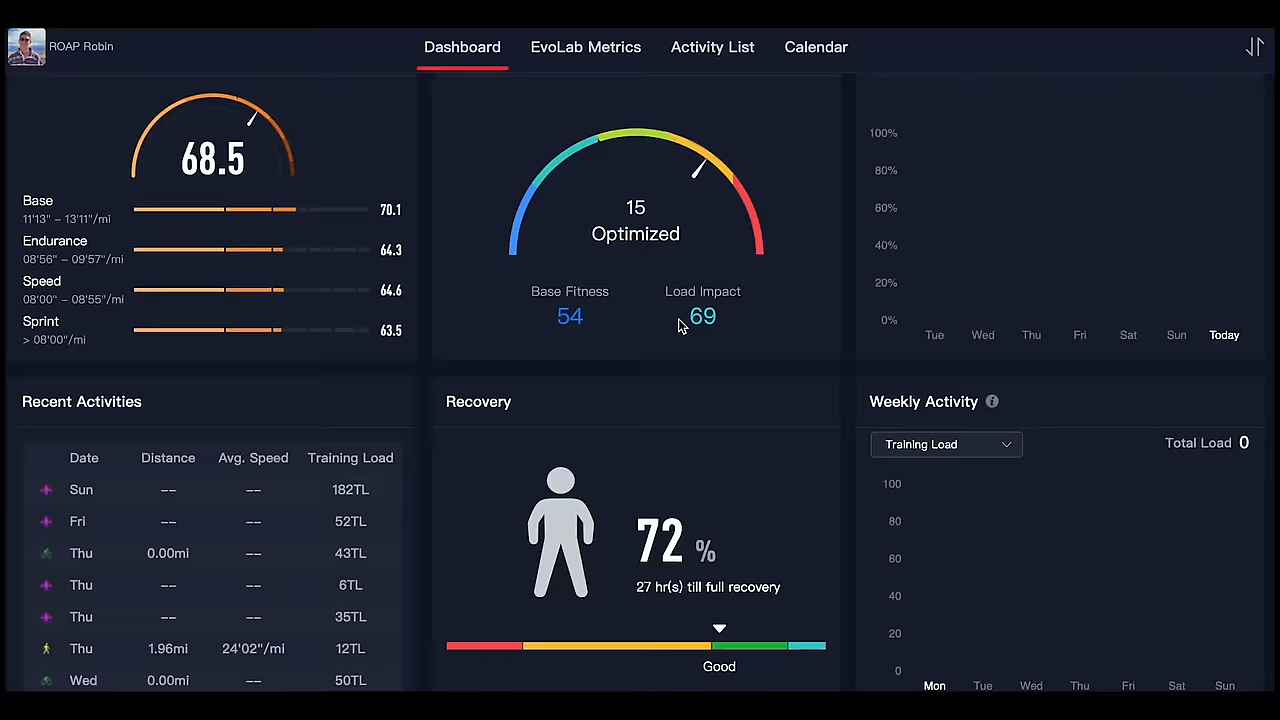 ROAP Robin
Dashboard
EvoLab Metrics
Activity List
Calendar
68.5
Base
11'13" – 13'11"/mi
70.1
Endurance
08'56" – 09'57"/mi
64.3
Speed
08'00" – 08'55"/mi
64.6
Sprint
> 08'00"/mi
63.5
15
Optimized
Base Fitness
Load Impact
54
69
100%
80%
60%
40%
20%
0%
Tue Wed Thu Fri Sat Sun Today
Recent Activities
Date Distance Avg. Speed Training Load
Sun -- -- 182TL
Fri -- -- 52TL
Thu 0.00mi -- 43TL
Thu -- -- 6TL
Thu -- -- 35TL
Thu 1.96mi 24'02"/mi 12TL
Wed 0.00mi -- 50TL
Recovery
72 %
27 hr(s) till full recovery
Good
Weekly Activity i
Training Load
Total Load 0
100
80
60
40
20
0
Mon Tue Wed Thu Fri Sat Sun